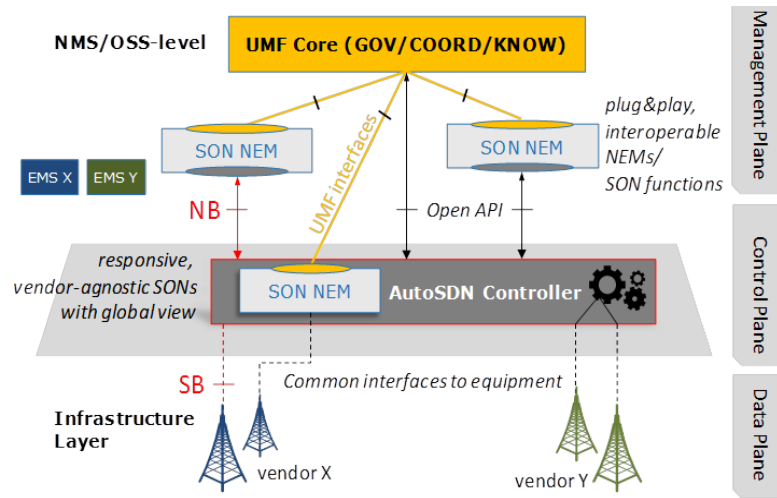 NMS/OSS-level
UMF Core (GOV/COORD/KNOW)
Management Plane
SON NEM
SON NEM
plug&play,
interoperable
NEMs/
SON functions
EMS X
EMS Y
UMF interfaces
NB
Open API
Control Plane
responsive,
vendor-agnostic SONs
with global view
SON NEM
AutoSDN Controller
SB
Common interfaces to equipment
Data Plane
Infrastructure
Layer
vendor X
vendor Y